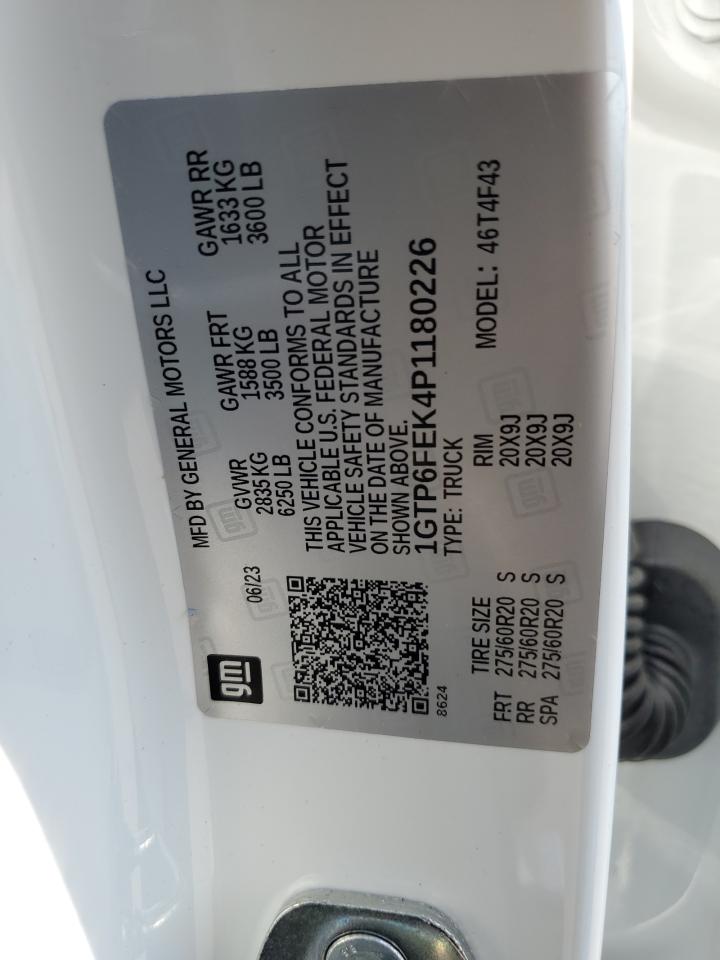 gm
06/23
MFD BY GENERAL MOTORS LLC
GVWR GAWR FRT GAWR RR
2835 KG 1588 KG 1633 KG
6250 LB 3500 LB 3600 LB
THIS VEHICLE CONFORMS TO ALL
APPLICABLE U.S. FEDERAL MOTOR
VEHICLE SAFETY STANDARDS IN EFFECT
ON THE DATE OF MANUFACTURE
SHOWN ABOVE.
1GTP6FEK4P1180226
8624
TYPE: TRUCK
MODEL: 46T4F43
TIRE SIZE RIM
FRT 275/60R20 S 20X9J
RR 275/60R20 S 20X9J
SPA 275/60R20 S 20X9J